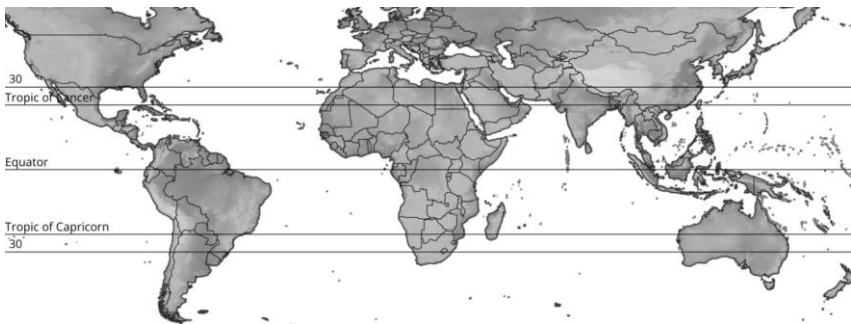 30
Tropic of Cancer
Equator
Tropic of Capricorn
30